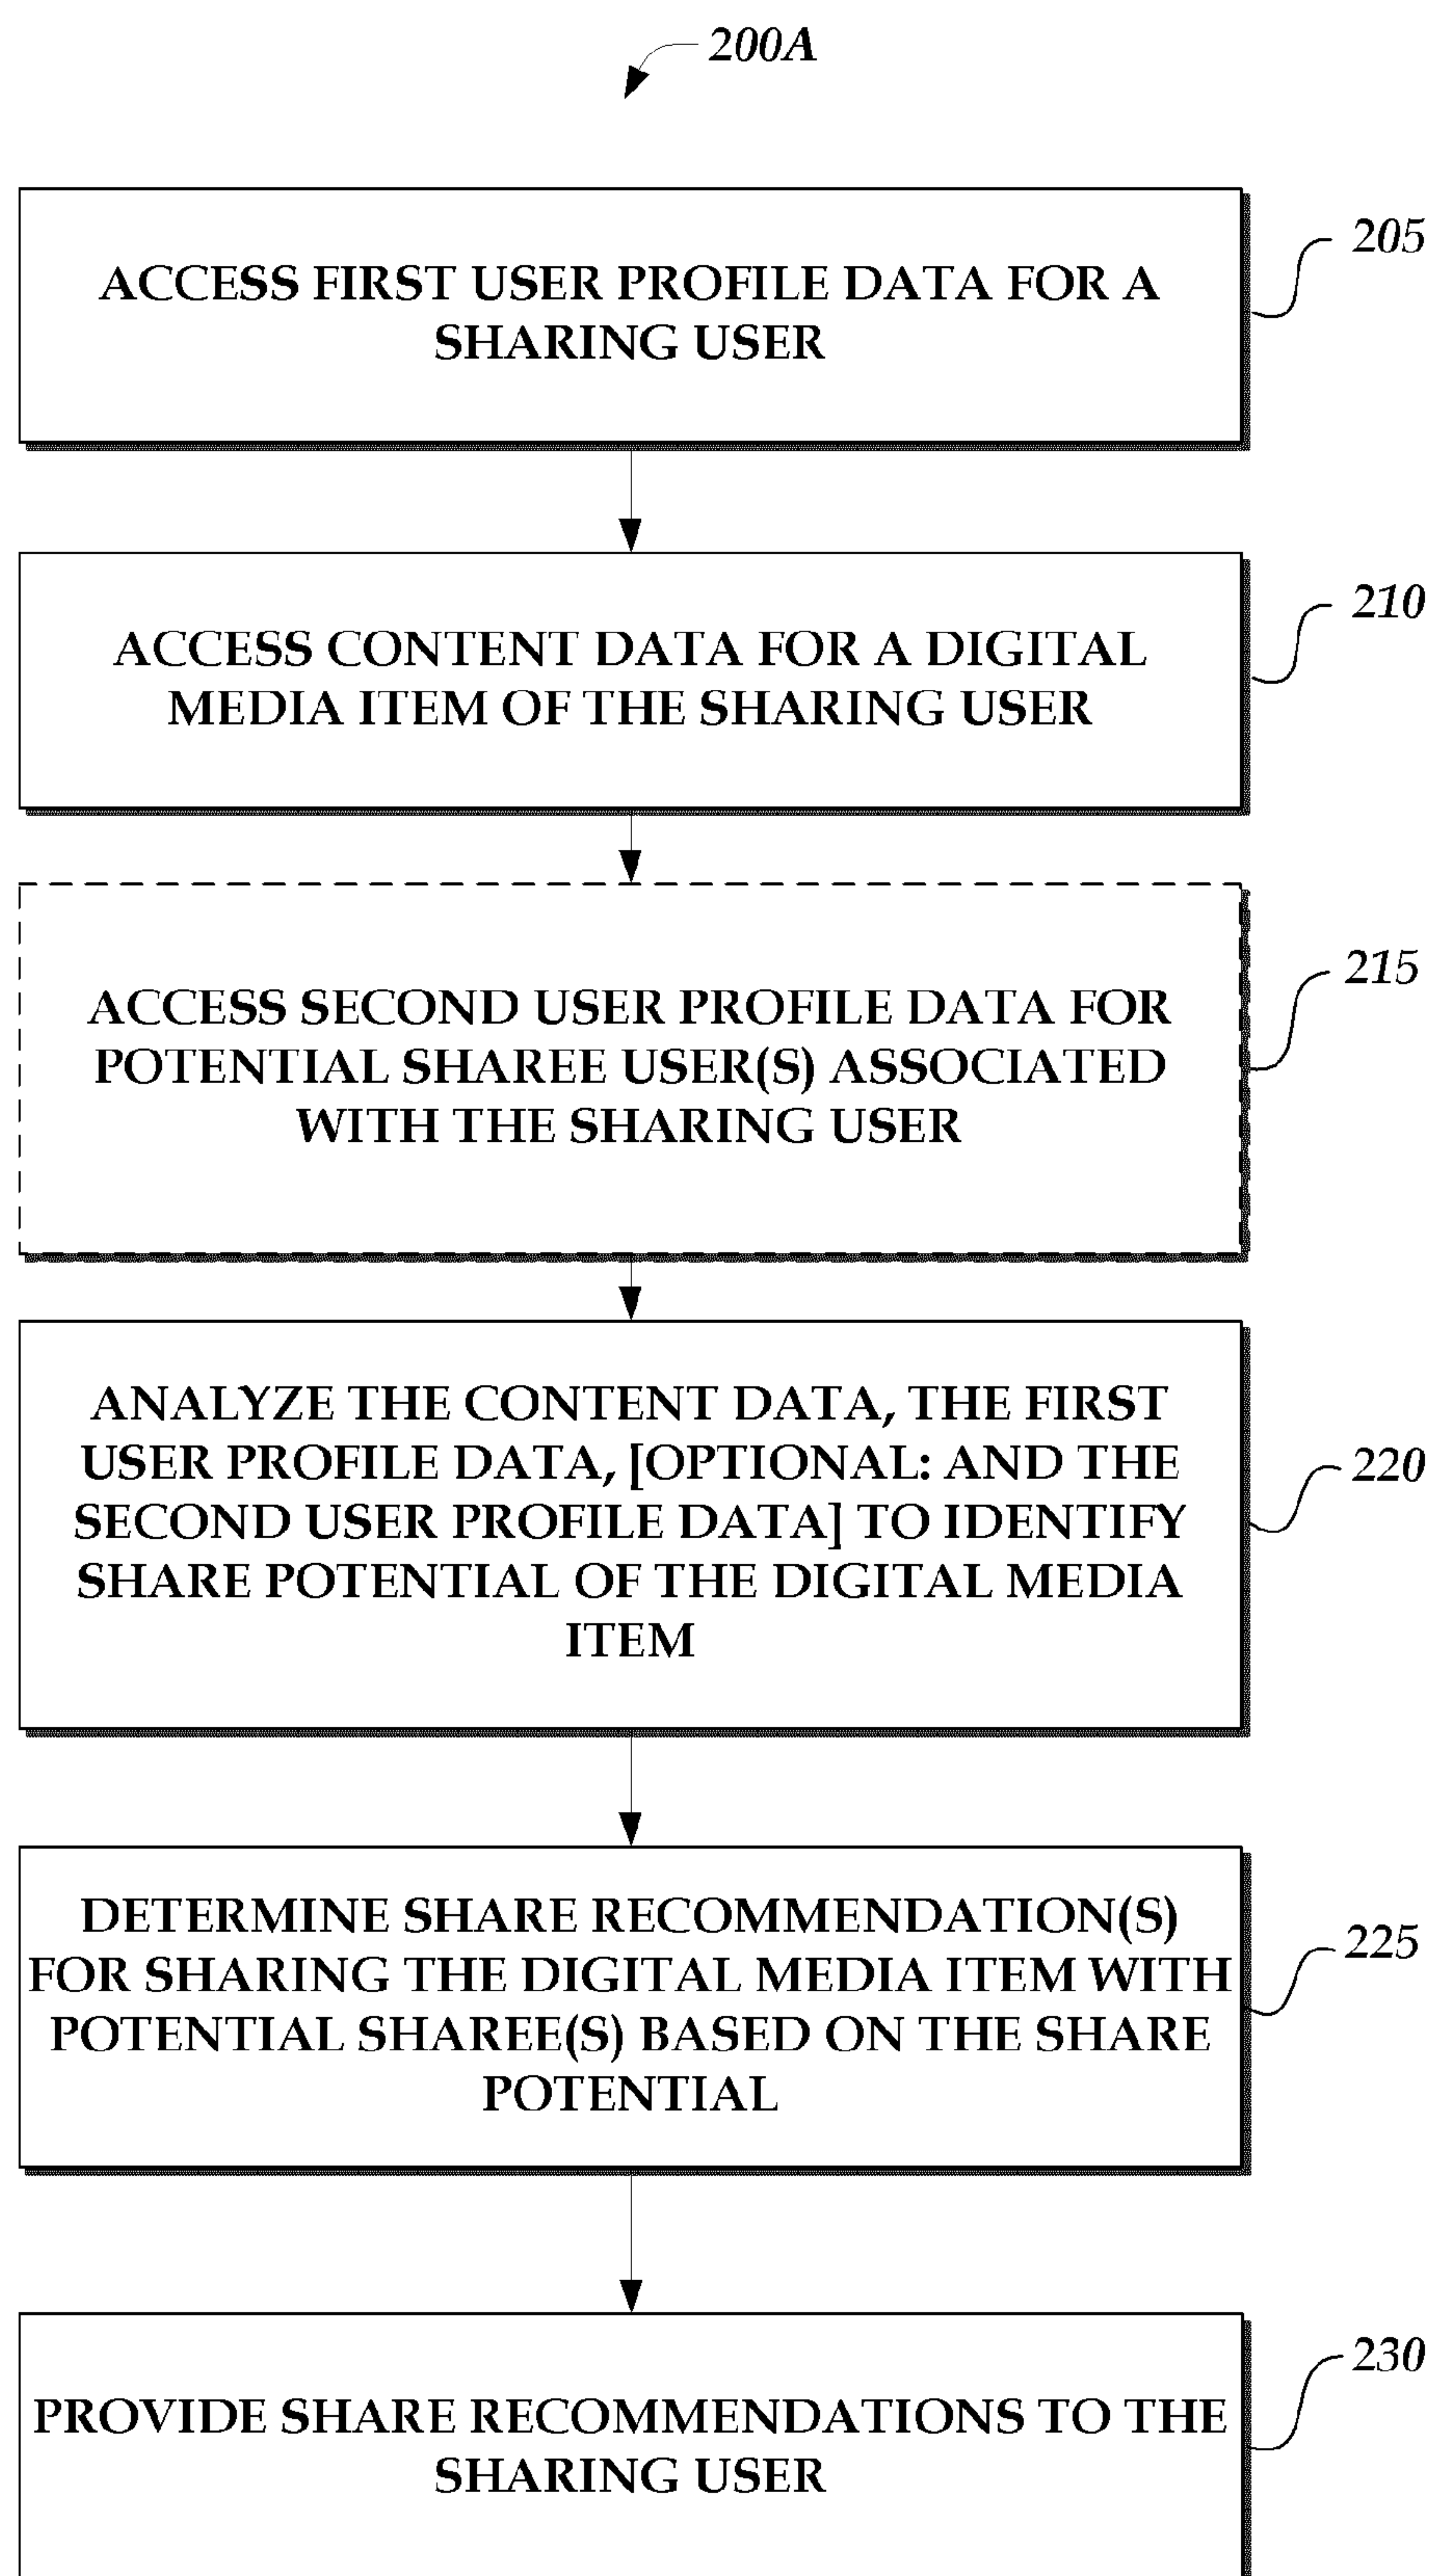 200A
ACCESS FIRST USER PROFILE DATA FOR A
SHARING USER
205
ACCESS CONTENT DATA FOR A DIGITAL
MEDIA ITEM OF THE SHARING USER
210
ACCESS SECOND USER PROFILE DATA FOR
POTENTIAL SHAREE USER(S) ASSOCIATED
WITH THE SHARING USER
215
ANALYZE THE CONTENT DATA, THE FIRST
USER PROFILE DATA, [OPTIONAL: AND THE
SECOND USER PROFILE DATA] TO IDENTIFY
SHARE POTENTIAL OF THE DIGITAL MEDIA
ITEM
220
DETERMINE SHARE RECOMMENDATION(S)
FOR SHARING THE DIGITAL MEDIA ITEM WITH
POTENTIAL SHAREE(S) BASED ON THE SHARE
POTENTIAL
225
PROVIDE SHARE RECOMMENDATIONS TO THE
SHARING USER
230